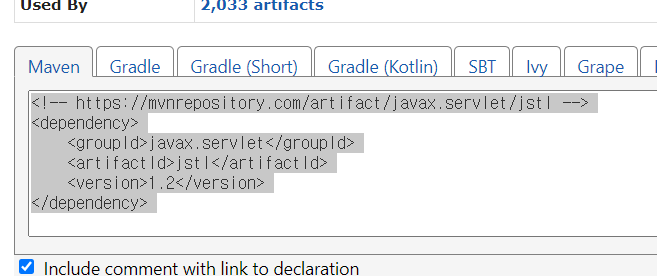 Used By 2,033 artifacts
Maven Gradle Gradle (Short) Gradle (Kotlin) SBT Ivy Grape
<!-- https://mvnrepository.com/artifact/javax.servlet/jstl -->
<dependency>
    <groupId>javax.servlet</groupId>
    <artifactId>jstl</artifactId>
    <version>1.2</version>
</dependency>
Include comment with link to declaration